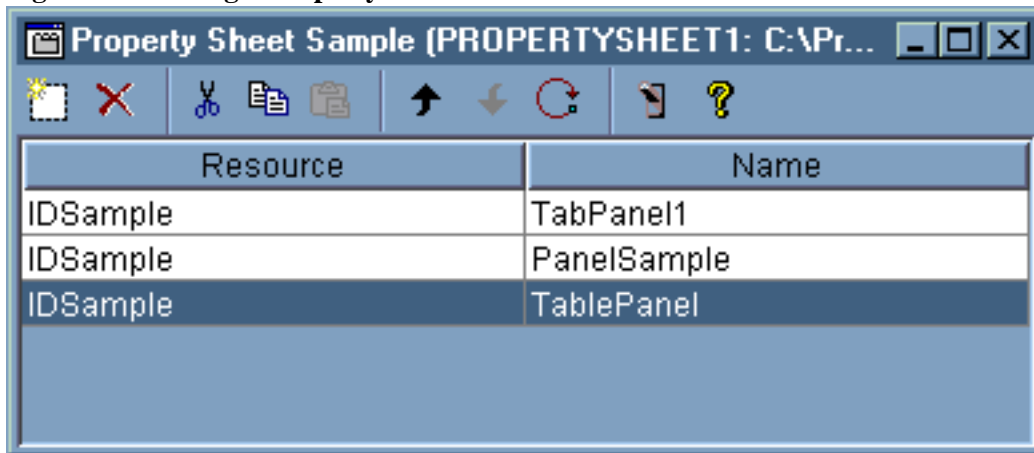 Property Sheet Sample (PROPERTYSHEET1: C:\Pr...
Resource Name
IDSample TabPanel1
IDSample PanelSample
IDSample TablePanel